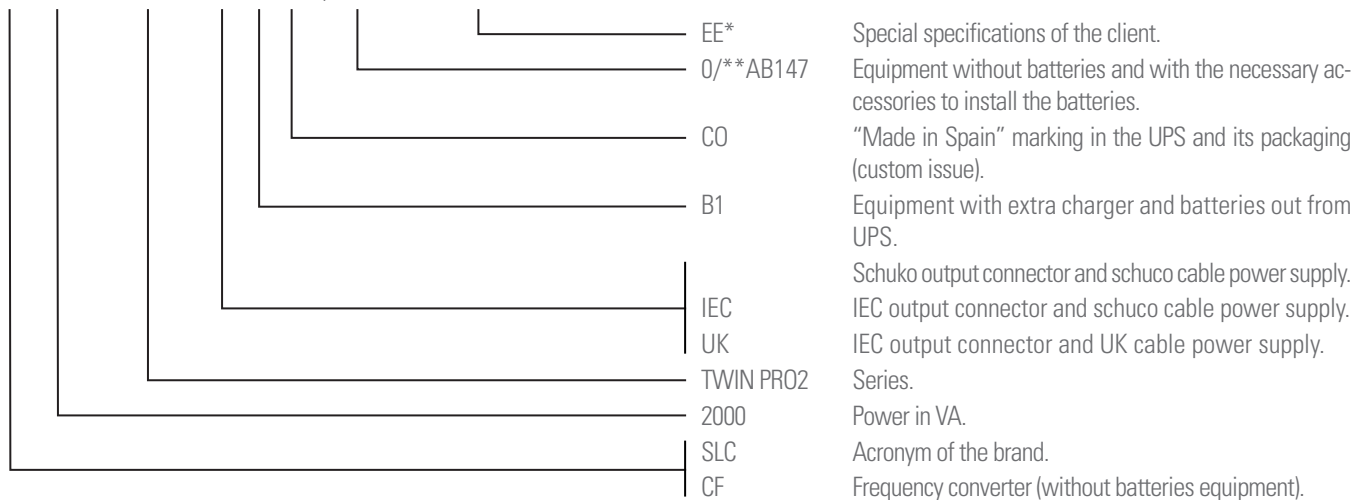 EE* Special specifications of the client.
0/**AB147 Equipment without batteries and with the necessary ac-
cessories to install the batteries.
CO “Made in Spain” marking in the UPS and its packaging
(custom issue).
B1 Equipment with extra charger and batteries out from
UPS.
Schuko output connector and schuco cable power supply.
IEC IEC output connector and schuco cable power supply.
UK IEC output connector and UK cable power supply.
TWIN PRO2 Series.
2000 Power in VA.
SLC Acronym of the brand.
CF Frequency converter (without batteries equipment).